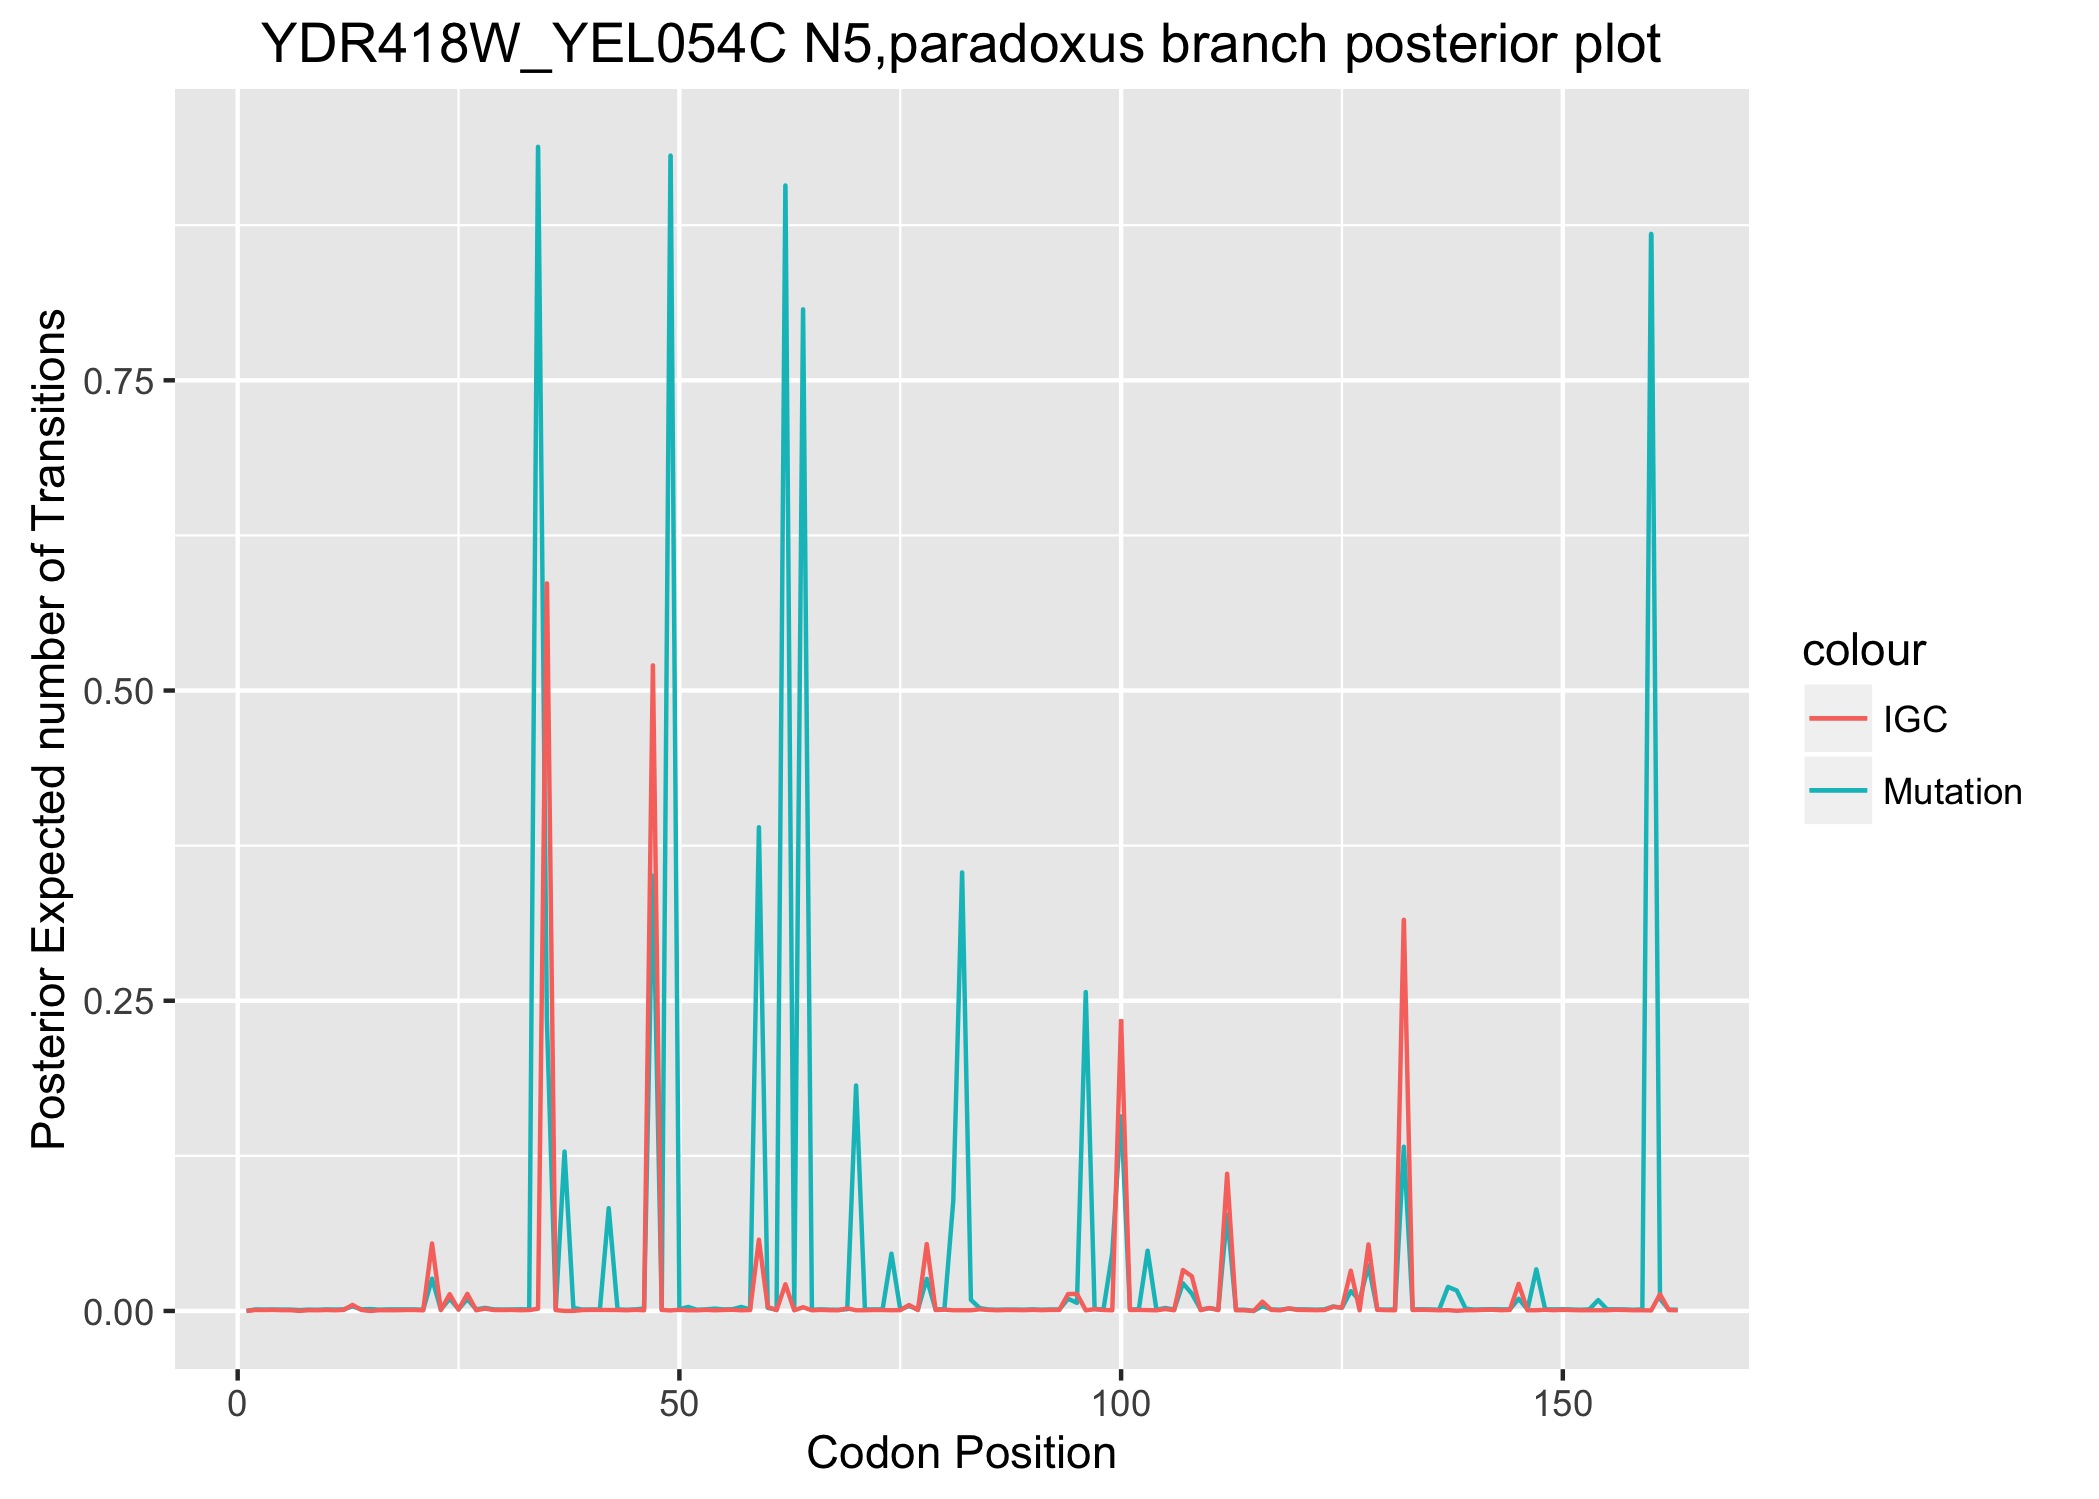 YDR418W_YEL054C N5,paradoxus branch posterior plot
Posterior Expected number of Transitions
0.75
0.50
0.25
0.00
0 50 100 150
Codon Position
colour
IGC
Mutation